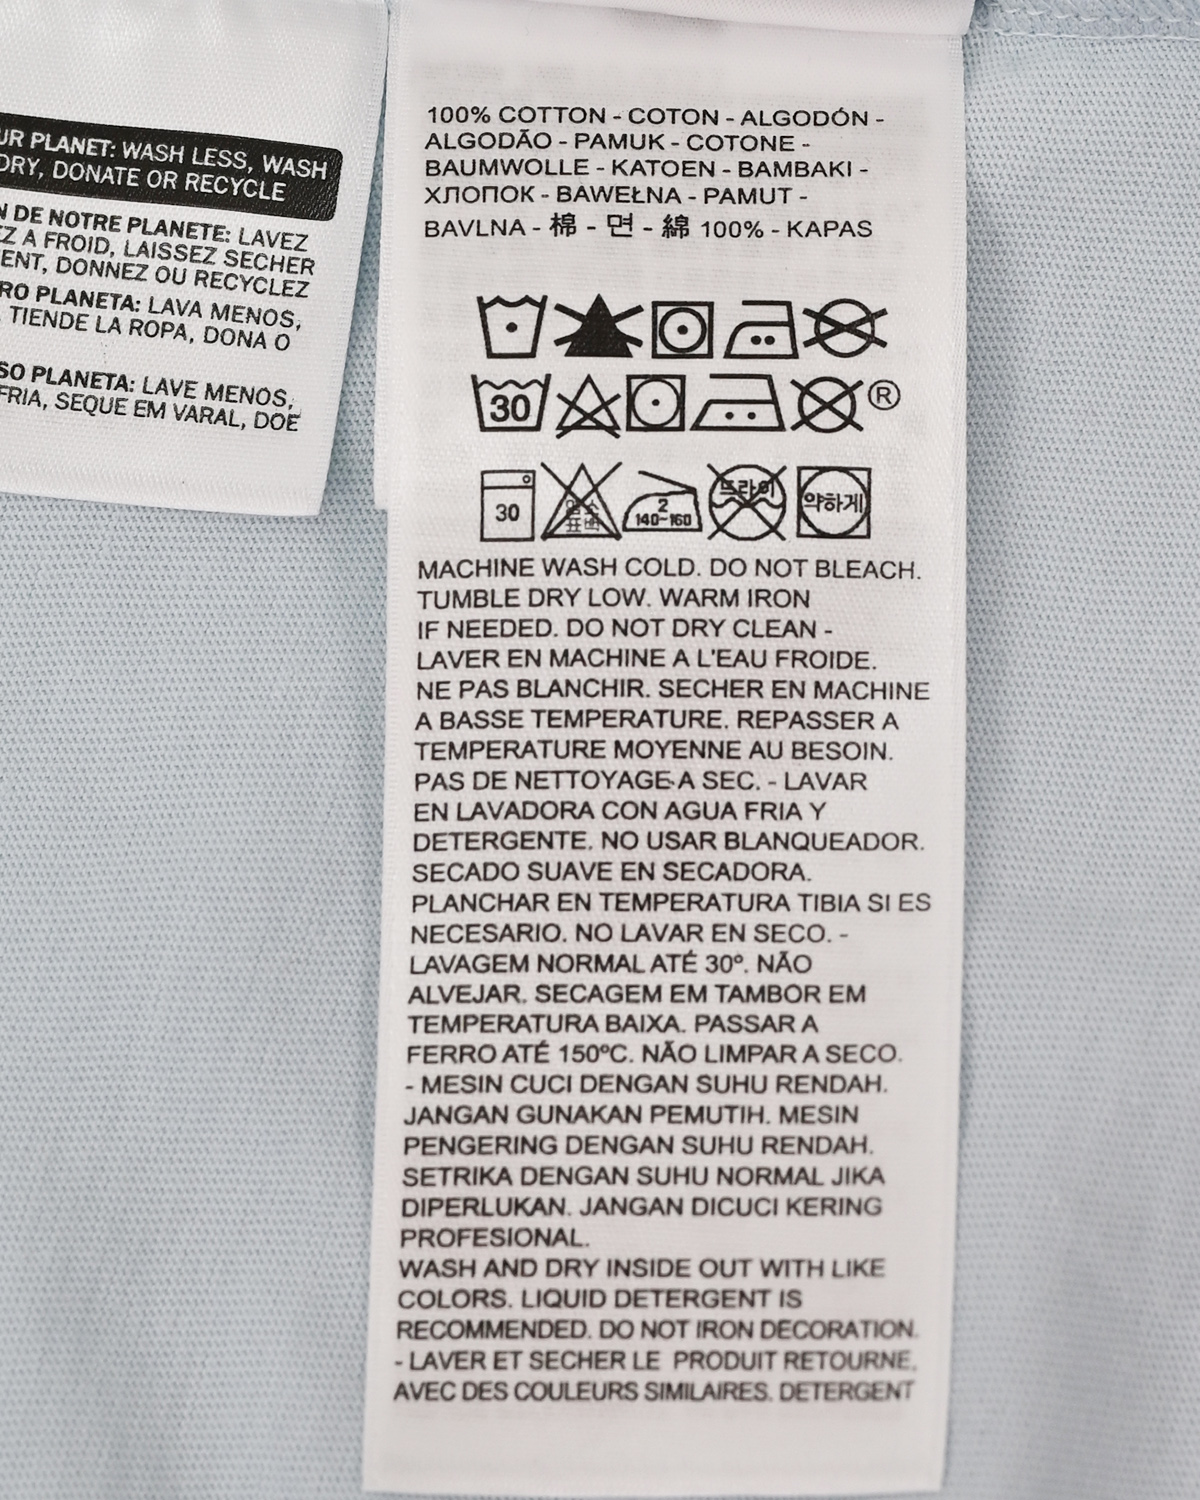 UR PLANET: WASH LESS, WASH
DRY, DONATE OR RECYCLE
N DE NOTRE PLANETE: LAVEZ
EZ A FROID, LAISSEZ SECHER
ENT, DONNEZ OU RECYCLEZ
RO PLANETA: LAVA MENOS,
, TIENDE LA ROPA, DONA O
SO PLANETA: LAVE MENOS,
FRIA, SEQUE EM VARAL, DOE
100% COTTON - COTON - ALGODÓN -
ALGODÃO - PAMUK - COTONE -
BAUMWOLLE - KATOEN - BAMBAKI -
ХЛОПОК - BAWEŁNA - PAMUT -
BAVLNA - 棉 - 면 - 綿 100% - KAPAS
30 ®
30 2 140~160 드라이 약하게
MACHINE WASH COLD. DO NOT BLEACH.
TUMBLE DRY LOW. WARM IRON
IF NEEDED. DO NOT DRY CLEAN -
LAVER EN MACHINE A L'EAU FROIDE.
NE PAS BLANCHIR. SECHER EN MACHINE
A BASSE TEMPERATURE. REPASSER A
TEMPERATURE MOYENNE AU BESOIN.
PAS DE NETTOYAGE A SEC. - LAVAR
EN LAVADORA CON AGUA FRIA Y
DETERGENTE. NO USAR BLANQUEADOR.
SECADO SUAVE EN SECADORA.
PLANCHAR EN TEMPERATURA TIBIA SI ES
NECESARIO. NO LAVAR EN SECO. -
LAVAGEM NORMAL ATÉ 30º. NÃO
ALVEJAR. SECAGEM EM TAMBOR EM
TEMPERATURA BAIXA. PASSAR A
FERRO ATÉ 150ºC. NÃO LIMPAR A SECO.
- MESIN CUCI DENGAN SUHU RENDAH.
JANGAN GUNAKAN PEMUTIH. MESIN
PENGERING DENGAN SUHU RENDAH.
SETRIKA DENGAN SUHU NORMAL JIKA
DIPERLUKAN. JANGAN DICUCI KERING
PROFESIONAL.
WASH AND DRY INSIDE OUT WITH LIKE
COLORS. LIQUID DETERGENT IS
RECOMMENDED. DO NOT IRON DECORATION.
- LAVER ET SECHER LE PRODUIT RETOURNE,
AVEC DES COULEURS SIMILAIRES. DETERGENT